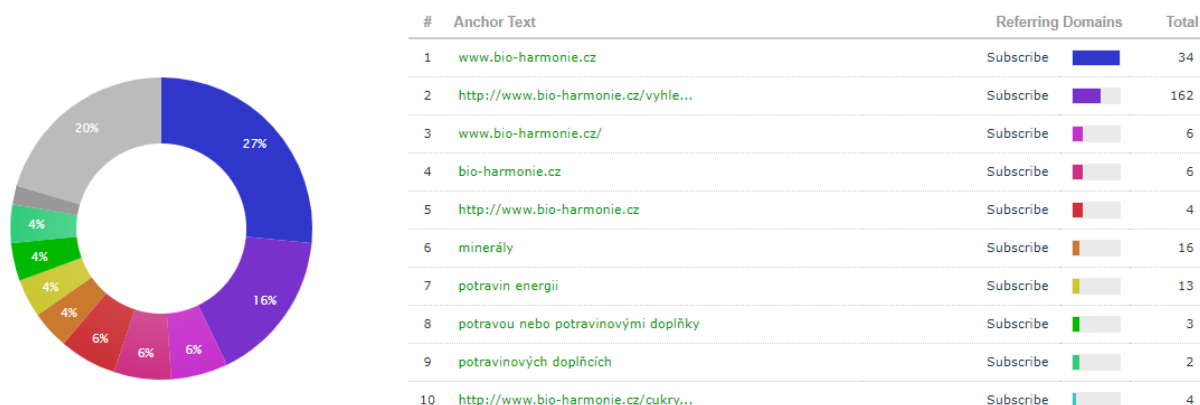 # Anchor Text Referring Domains Total
1 www.bio-harmonie.cz Subscribe 34
2 http://www.bio-harmonie.cz/vyhle... Subscribe 162
3 www.bio-harmonie.cz/ Subscribe 6
4 bio-harmonie.cz Subscribe 6
5 http://www.bio-harmonie.cz Subscribe 4
6 minerály Subscribe 16
7 potravin energii Subscribe 13
8 potravou nebo potravinovými doplňky Subscribe 3
9 potravinových doplňcích Subscribe 2
10 http://www.bio-harmonie.cz/cukry... Subscribe 4
20%
27%
4%
4%
4%
4%
6%
6%
6%
16%